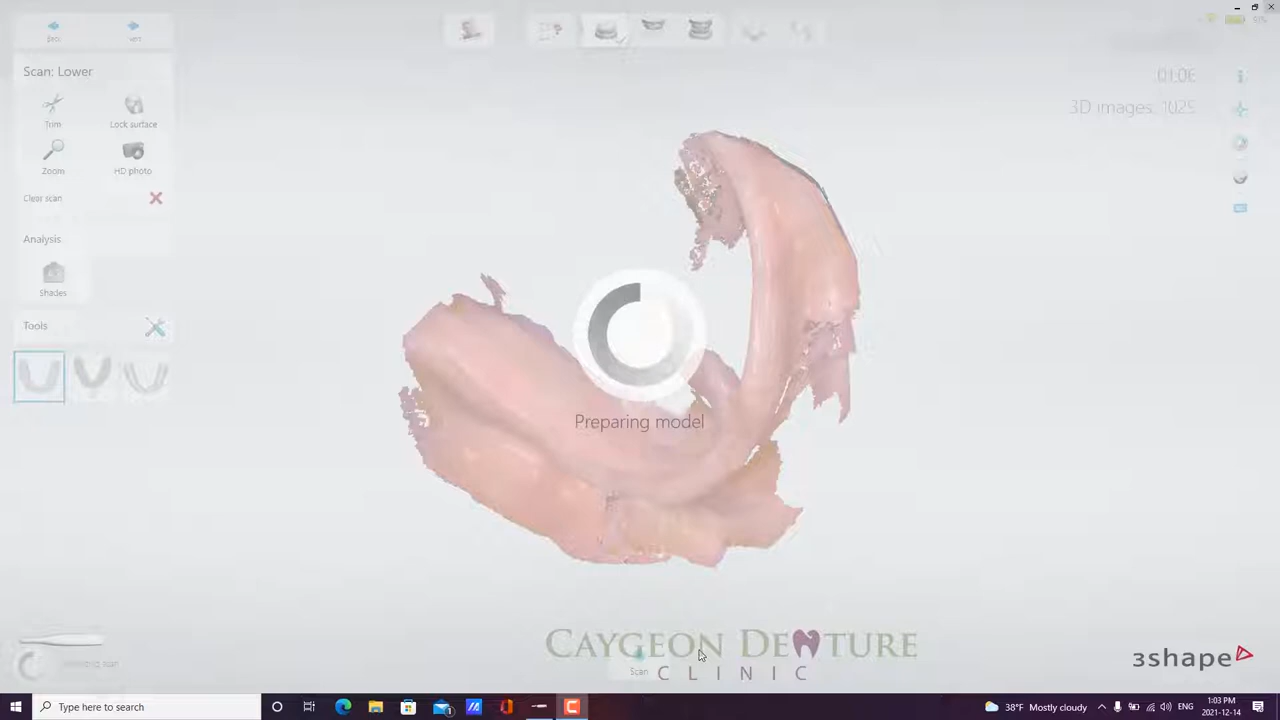 Scan: Lower
Trim
Lock surface
Zoom
HD photo
Clear scan
Analysis
Shades
Tools
01:06
3D images: 1025
Preparing model
CAYGEON DENTURE
CLINIC
Scan
3shape
Type here to search
38°F Mostly cloudy
ENG
1:03 PM
2021-12-14